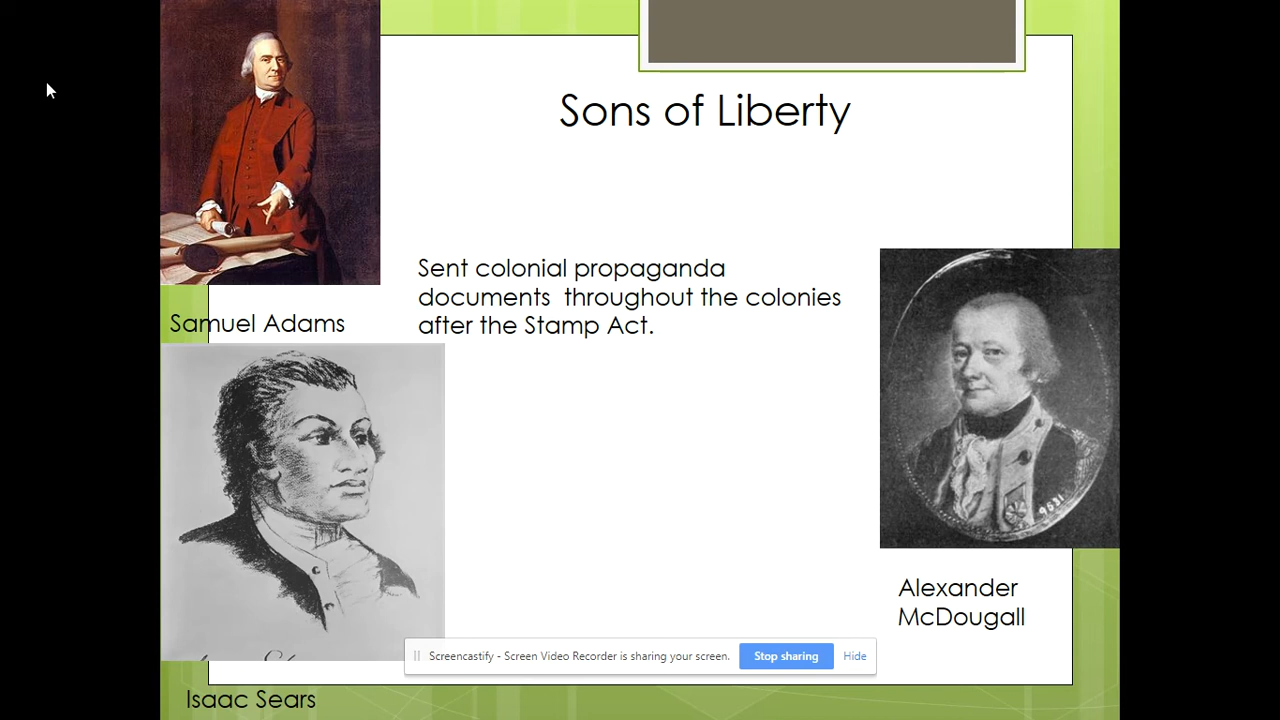 Sons of Liberty
Sent colonial propaganda
documents throughout the colonies
after the Stamp Act.
Samuel Adams
9631
Alexander
McDougall
Screencastify - Screen Video Recorder is sharing your screen.
Stop sharing
Hide
Isaac Sears